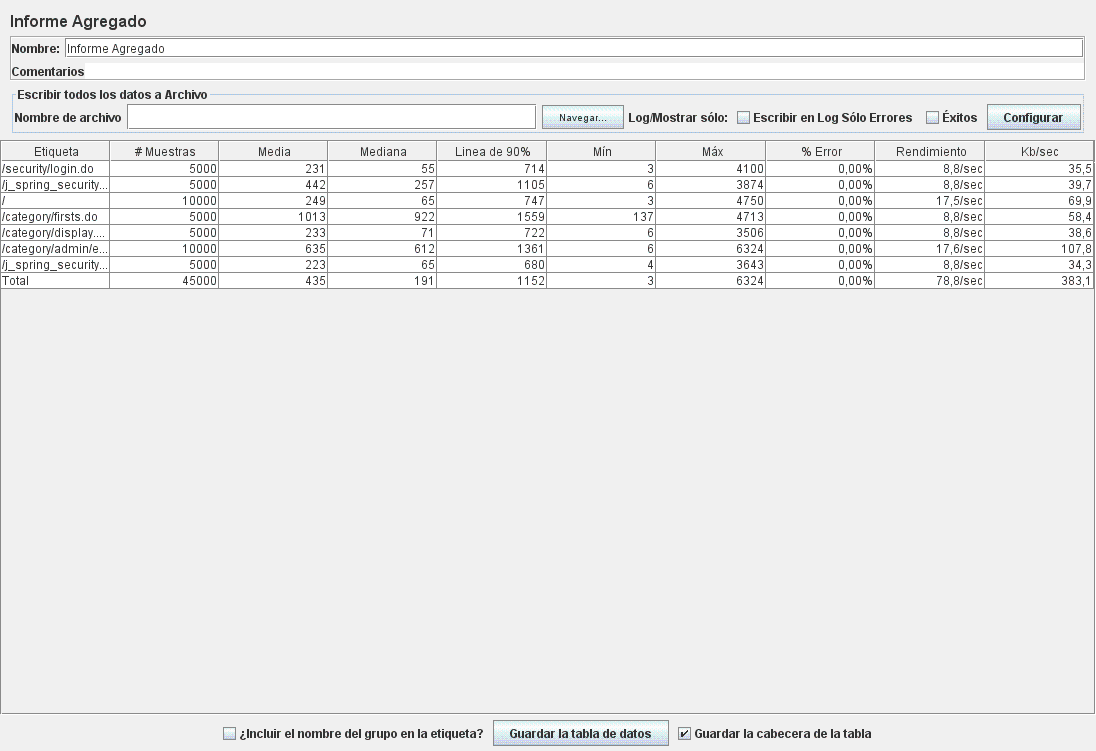 Informe Agregado
Nombre: Informe Agregado
Comentarios
Escribir todos los datos a Archivo
Nombre de archivo Navegar... Log/Mostrar sólo: Escribir en Log Sólo Errores Éxitos Configurar
Etiqueta # Muestras Media Mediana Linea de 90% Mín Máx % Error Rendimiento Kb/sec
/security/login.do 5000 231 55 714 3 4100 0,00% 8,8/sec 35,5
/j_spring_security... 5000 442 257 1105 6 3874 0,00% 8,8/sec 39,7
/ 10000 249 65 747 3 4750 0,00% 17,5/sec 69,9
/category/firsts.do 5000 1013 922 1559 137 4713 0,00% 8,8/sec 58,4
/category/display.... 5000 233 71 722 6 3506 0,00% 8,8/sec 38,6
/category/admin/e... 10000 635 612 1361 6 6324 0,00% 17,6/sec 107,8
/j_spring_security... 5000 223 65 680 4 3643 0,00% 8,8/sec 34,3
Total 45000 435 191 1152 3 6324 0,00% 78,8/sec 383,1
¿Incluir el nombre del grupo en la etiqueta? Guardar la tabla de datos Guardar la cabecera de la tabla